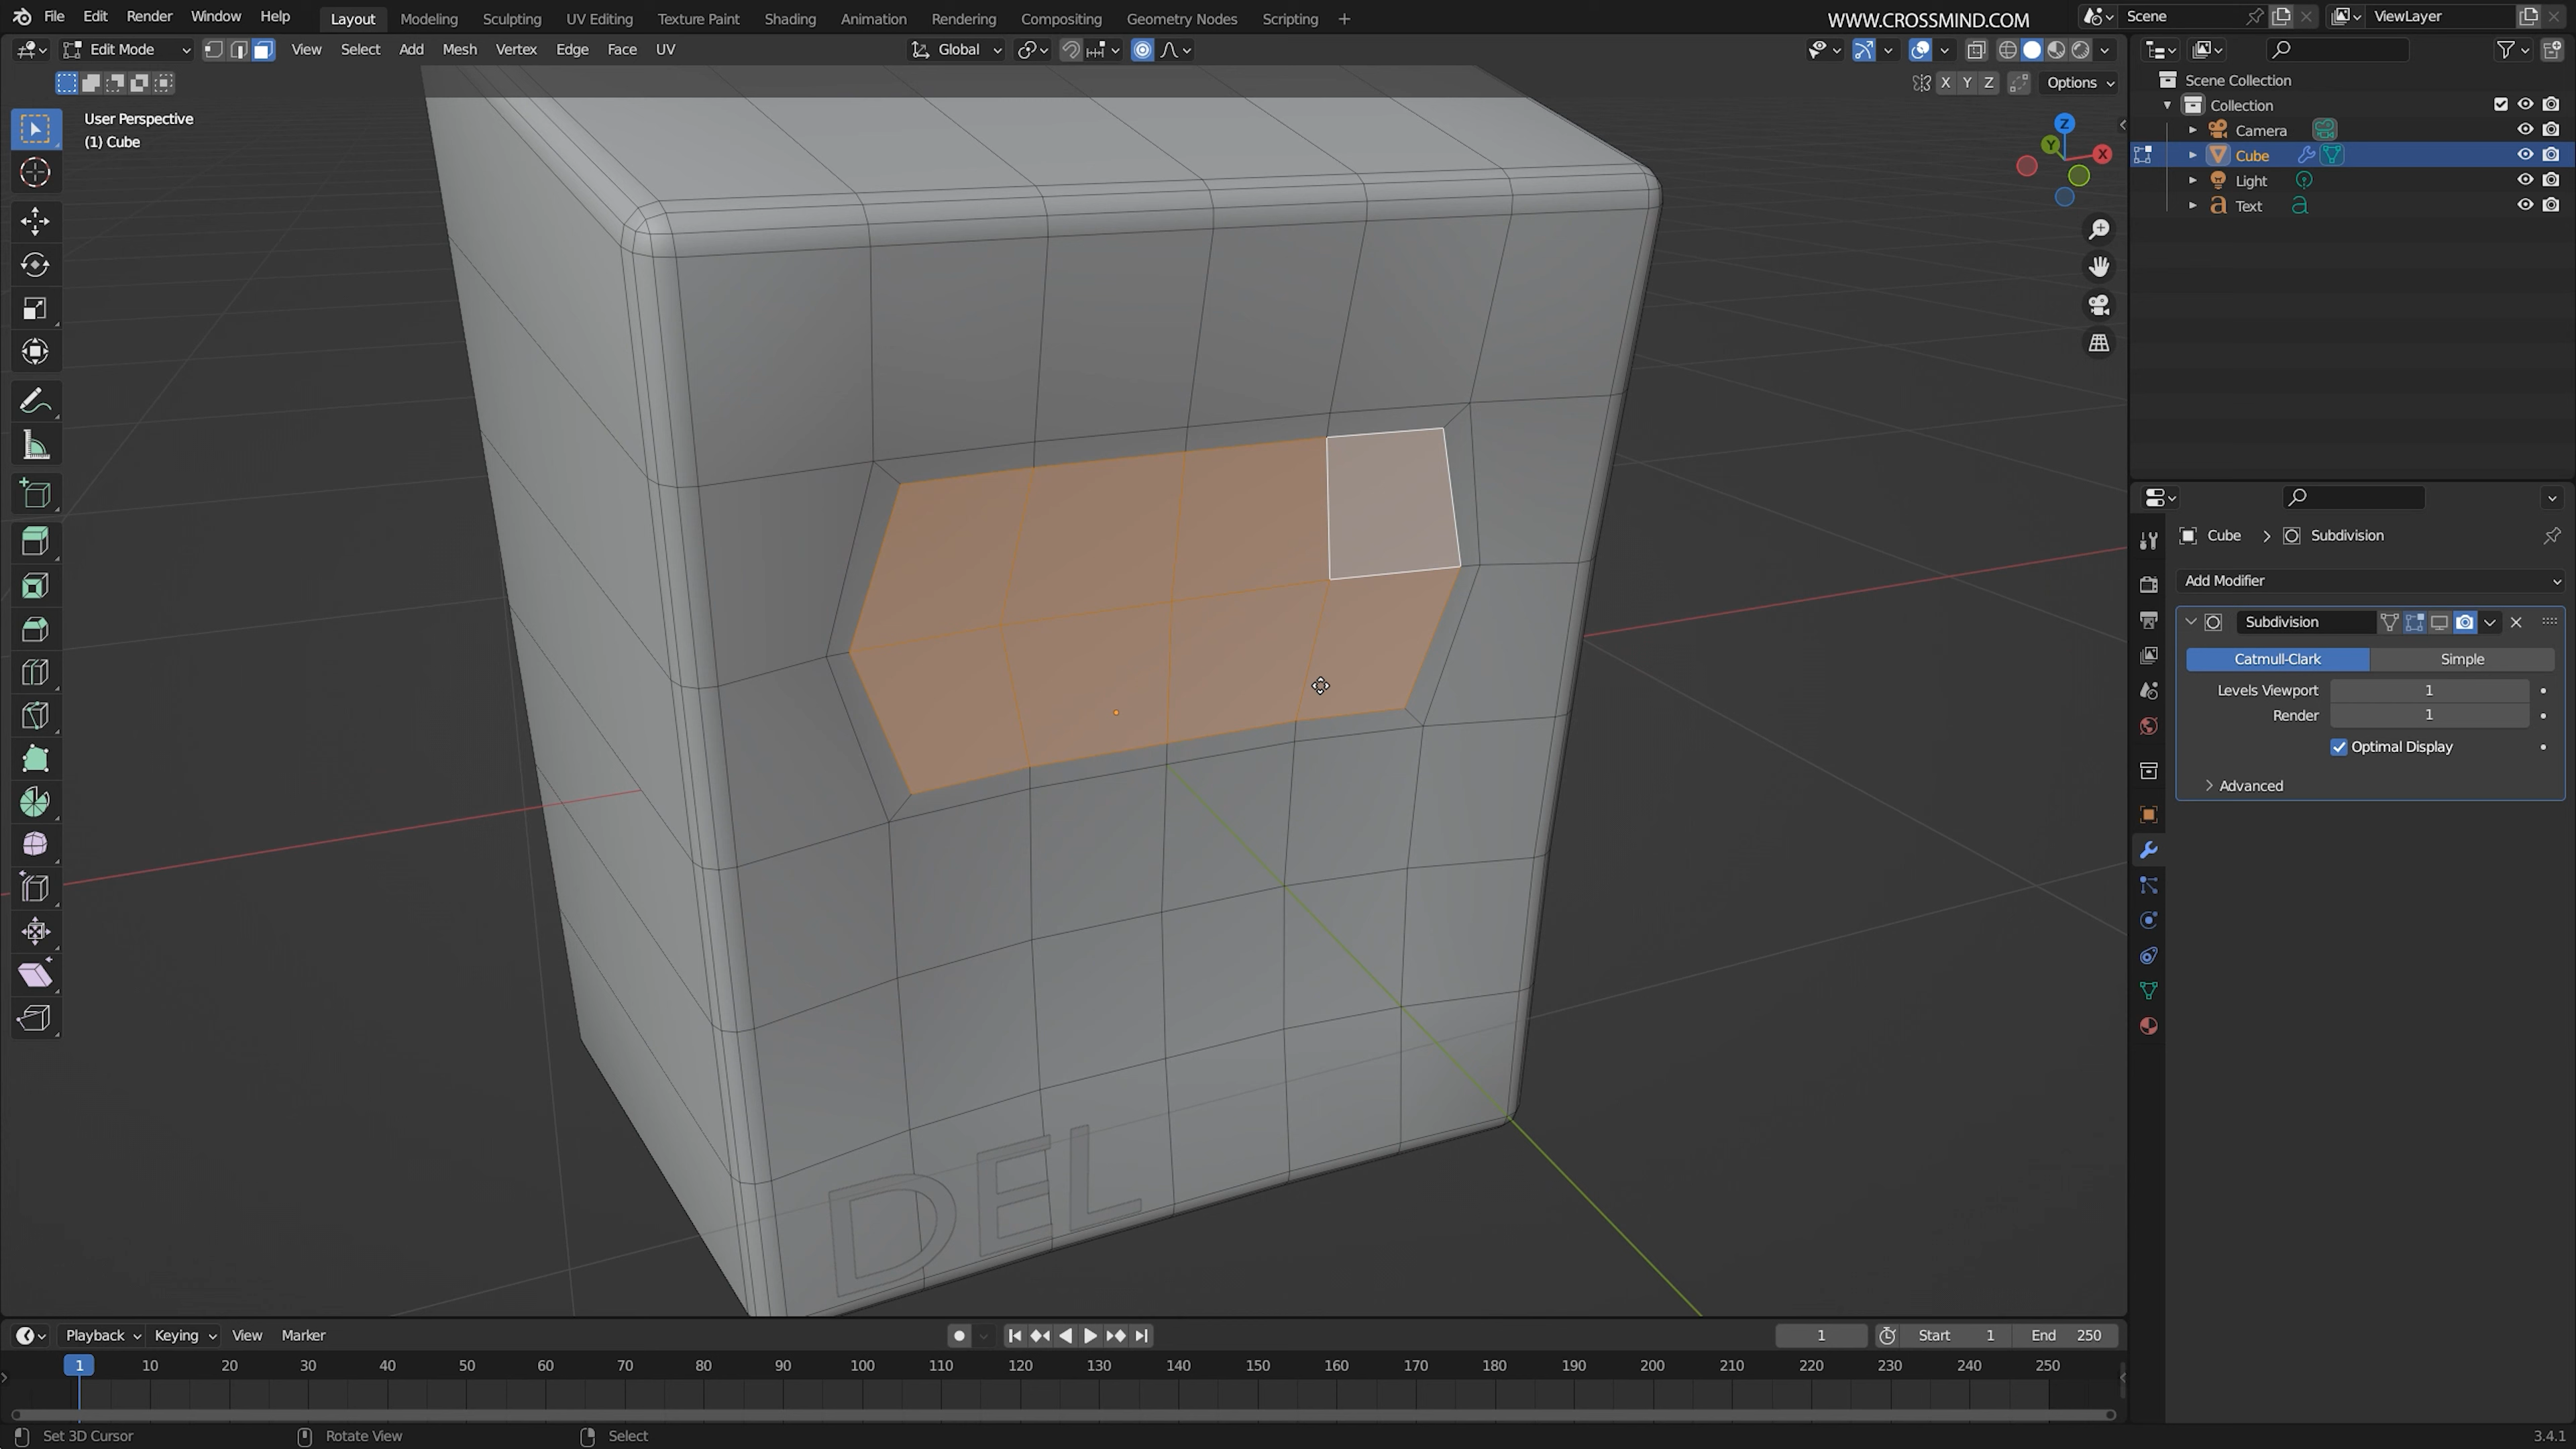 File Edit Render Window Help Layout Modeling Sculpting UV Editing Texture Paint Shading Animation Rendering Compositing Geometry Nodes Scripting + WWW.CROSSMIND.COM Scene ViewLayer
Edit Mode View Select Add Mesh Vertex Edge Face UV Global
X Y Z Options
User Perspective
(1) Cube
Z
Y
X
DEL
Scene Collection
Collection
Camera
Cube
Light
Text
Cube > Subdivision
Add Modifier
Subdivision
Catmull-Clark Simple
Levels Viewport 1
Render 1
Optimal Display
Advanced
Playback Keying View Marker 1 Start 1 End 250
1 10 20 30 40 50 60 70 80 90 100 110 120 130 140 150 160 170 180 190 200 210 220 230 240 250
Set 3D Cursor Rotate View Select 3.4.1